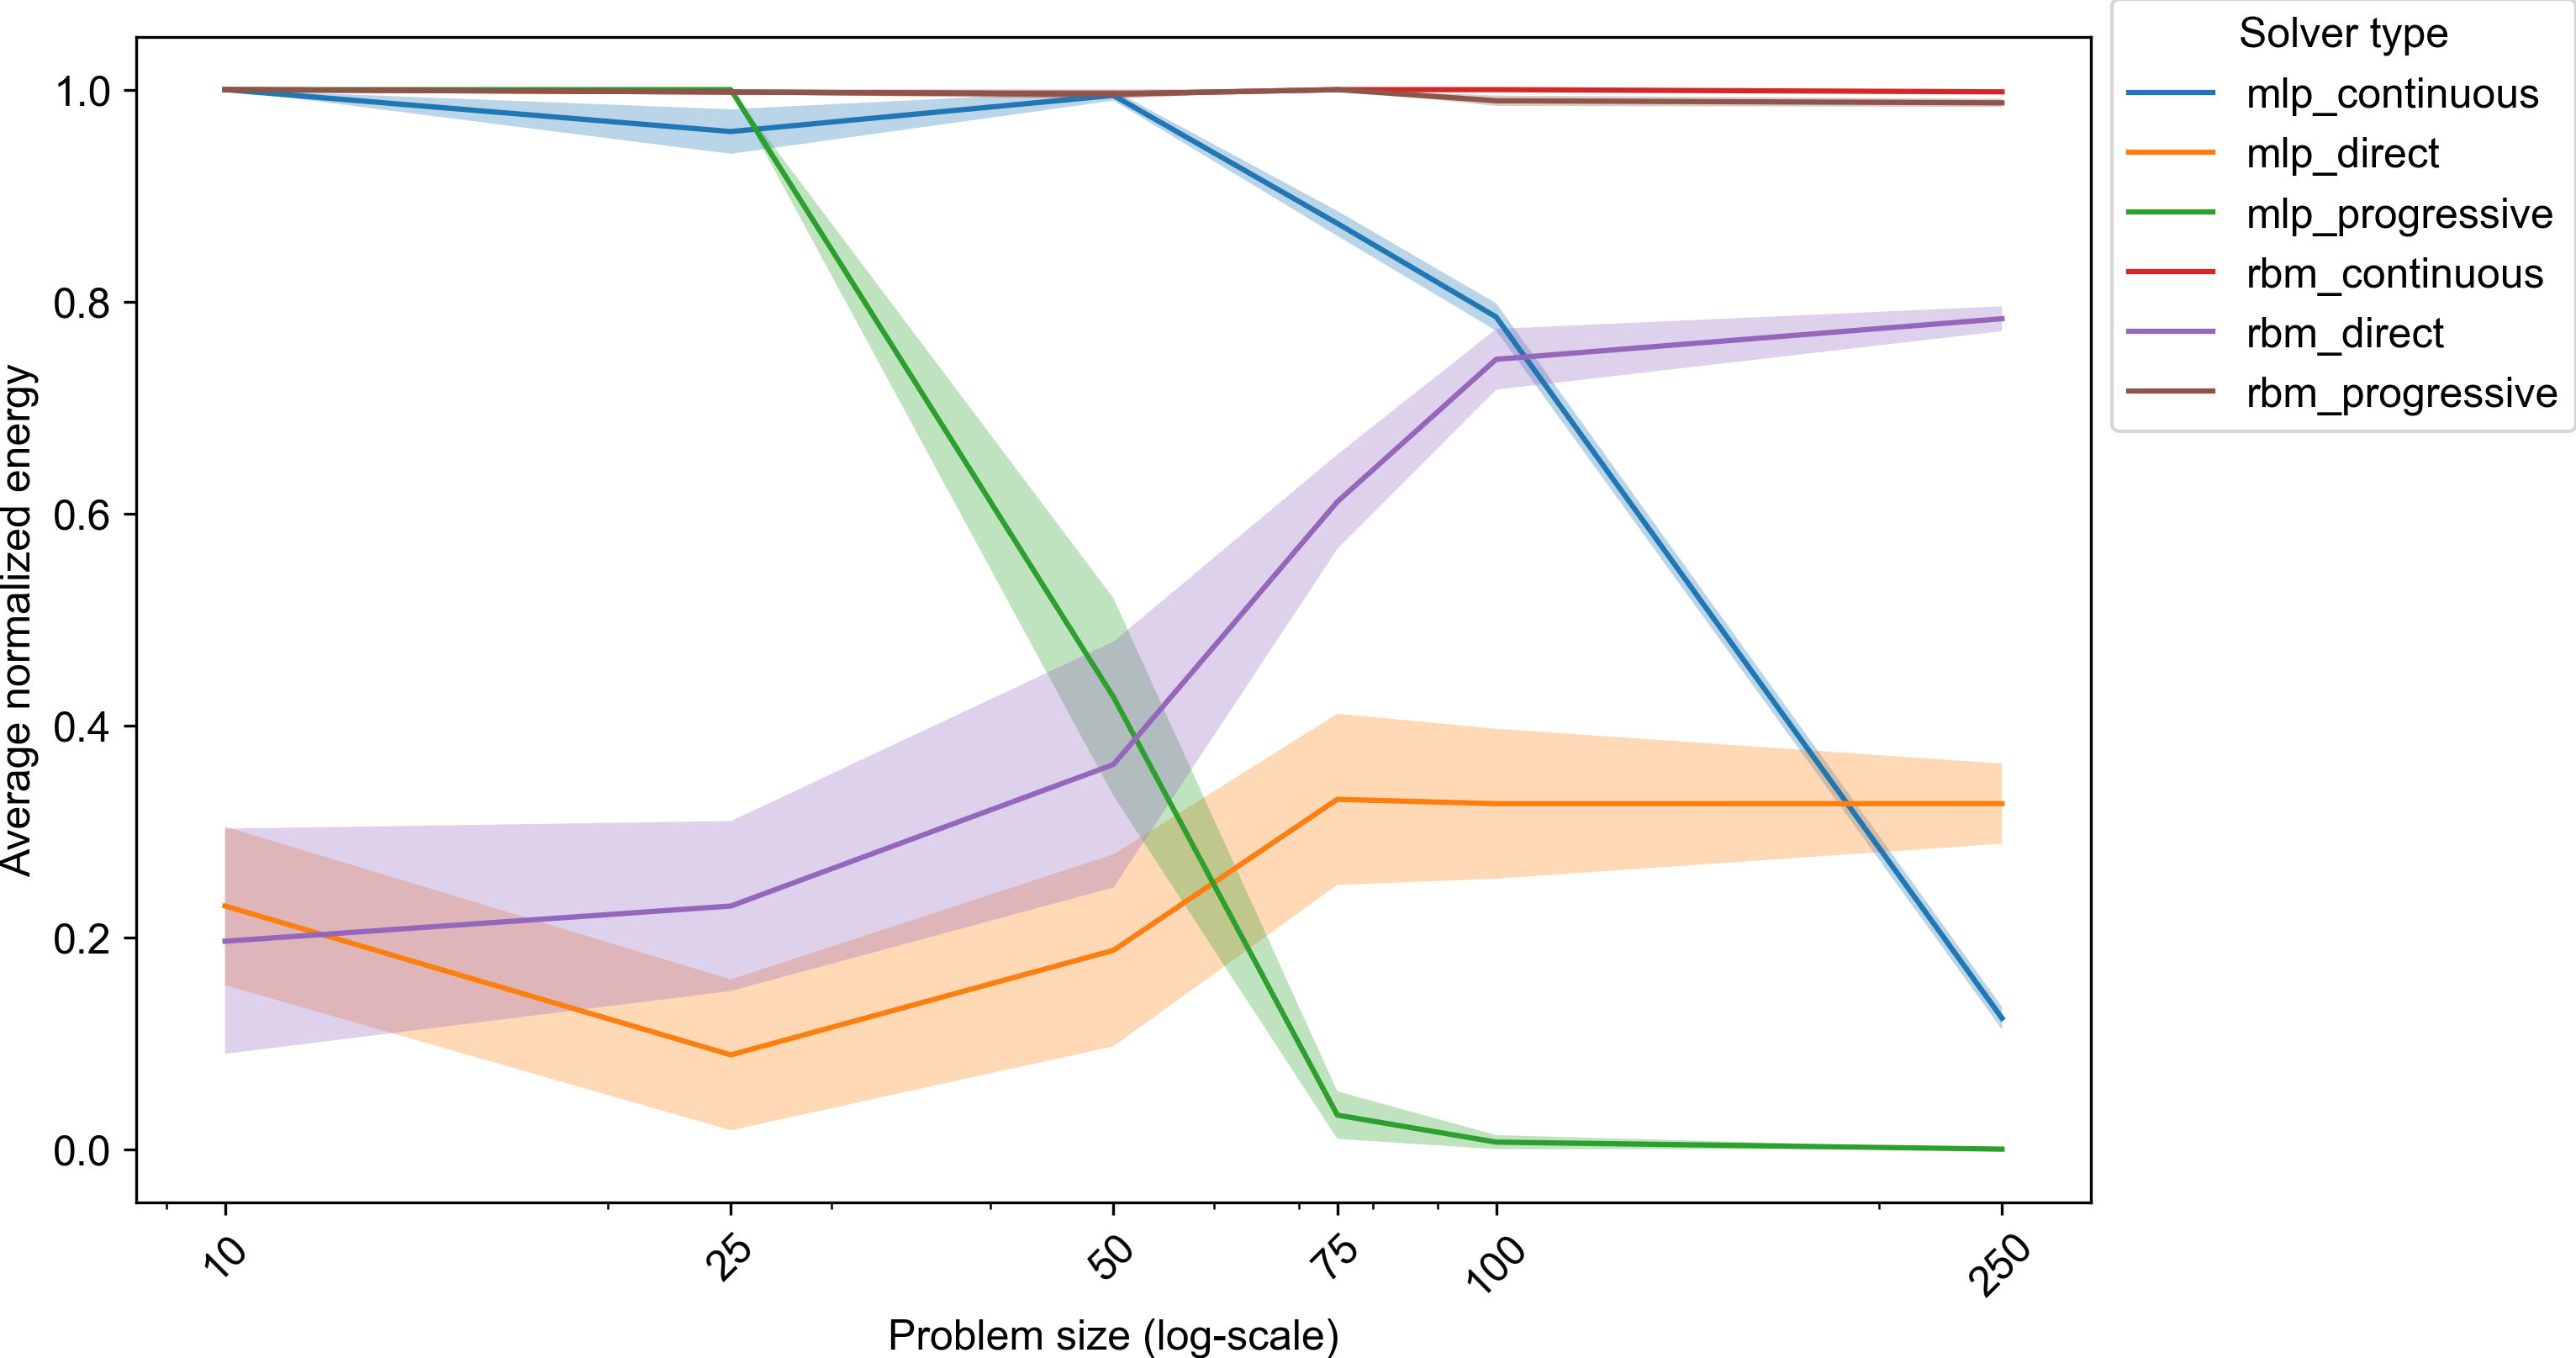 Solver type
mlp_continuous
mlp_direct
mlp_progressive
rbm_continuous
rbm_direct
rbm_progressive
Average normalized energy
1.0
0.8
0.6
0.4
0.2
0.0
10
25
50
75
100
250
Problem size (log-scale)